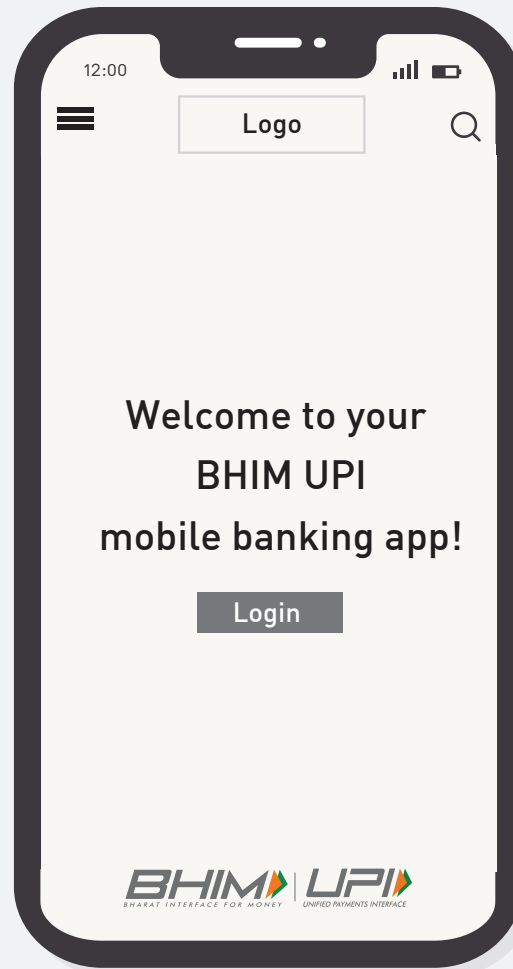 12:00
Logo
Welcome to your
BHIM UPI
mobile banking app!
Login
BHIM UPI
BHARAT INTERFACE FOR MONEY UNIFIED PAYMENTS INTERFACE